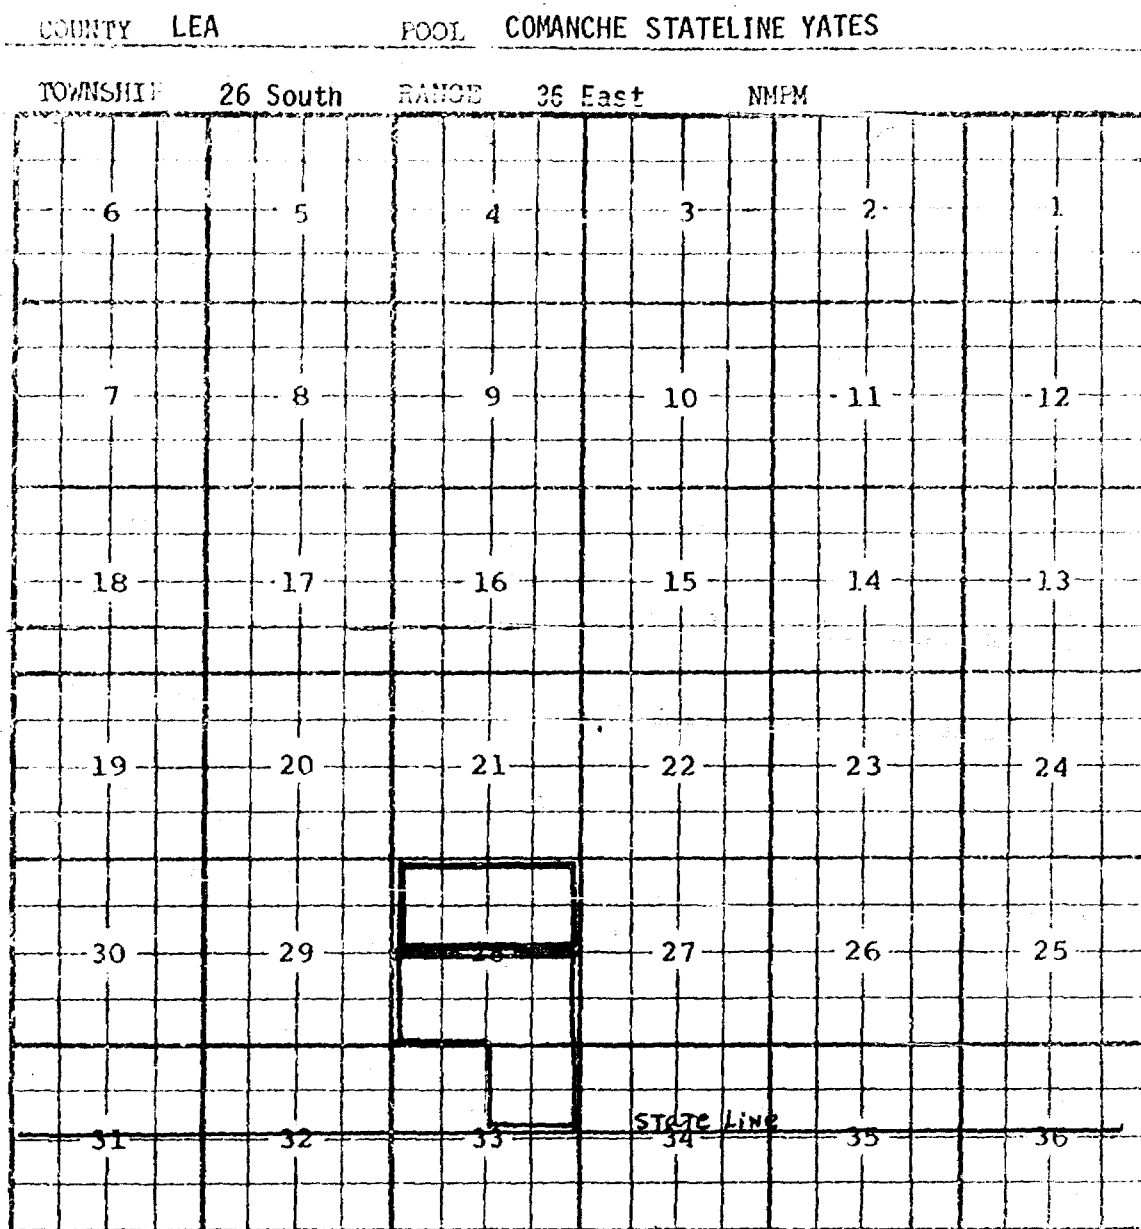 COUNTY LEA POOL COMANCHE STATELINE YATES
TOWNSHIP 26 South RANGE 36 East NMPM
6 5 4 3 2 1
7 8 9 10 11 12
18 17 16 15 14 13
19 20 21 22 23 24
30 29 28 27 26 25
STATE LINE
31 32 33 34 35 36